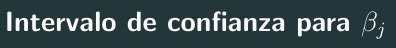 Intervalo de confianza para β_j